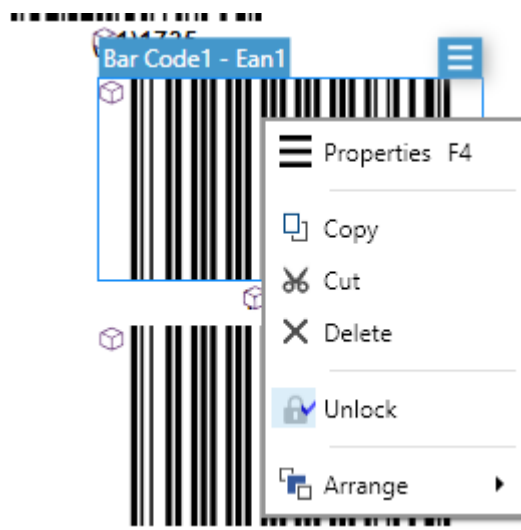 Bar Code1 - Ean1
Properties F4
Copy
Cut
Delete
Unlock
Arrange